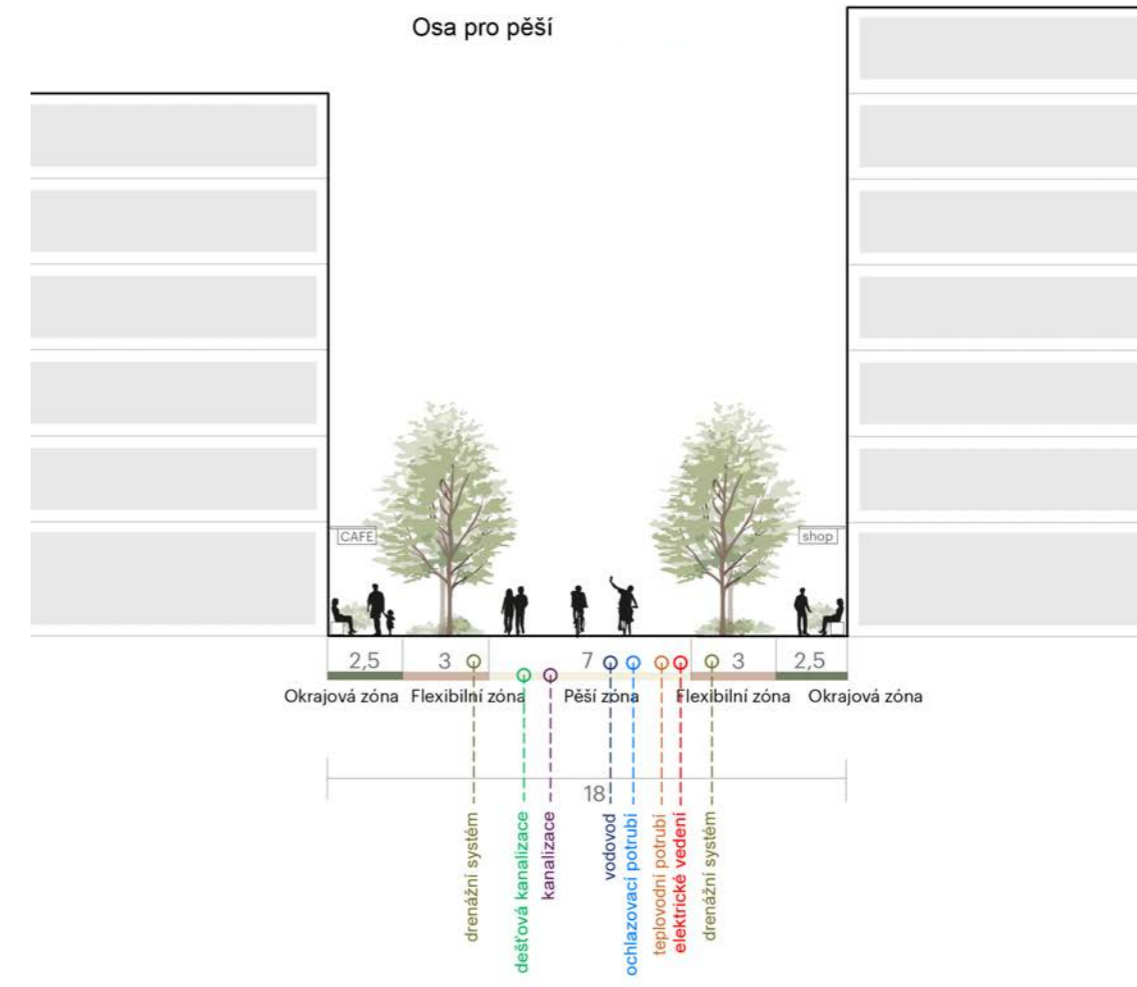 Osa pro pěší
CAFE
shop
2,5 3 7 3 2,5
Okrajová zóna Flexibilní zóna Pěší zóna Flexibilní zóna Okrajová zóna
18
drenážní systém
dešťová kanalizace
kanalizace
vodovod
ochlazovací potrubí
teplovodní potrubí
elektrické vedení
drenážní systém